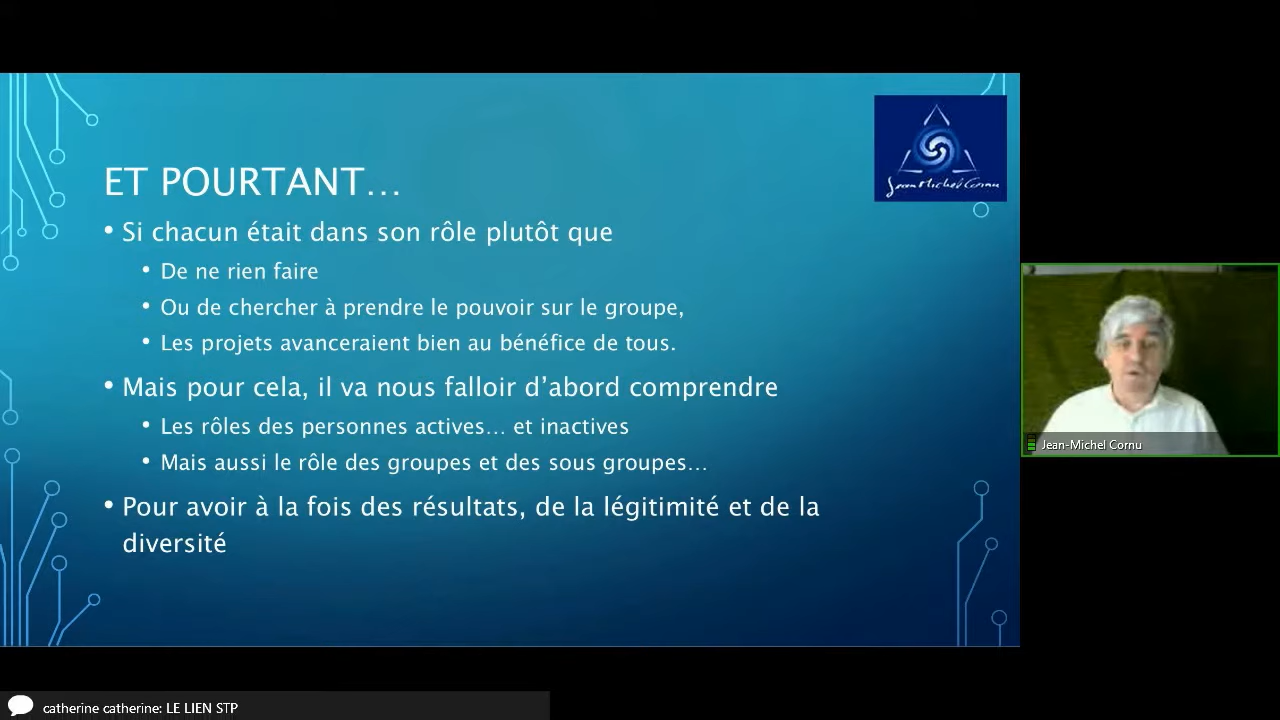 Jean Michel Cornu
ET POURTANT…
• Si chacun était dans son rôle plutôt que
• De ne rien faire
• Ou de chercher à prendre le pouvoir sur le groupe,
• Les projets avanceraient bien au bénéfice de tous.
• Mais pour cela, il va nous falloir d’abord comprendre
• Les rôles des personnes actives… et inactives
• Mais aussi le rôle des groupes et des sous groupes…
• Pour avoir à la fois des résultats, de la légitimité et de la
diversité
Jean-Michel Cornu
catherine catherine: LE LIEN STP